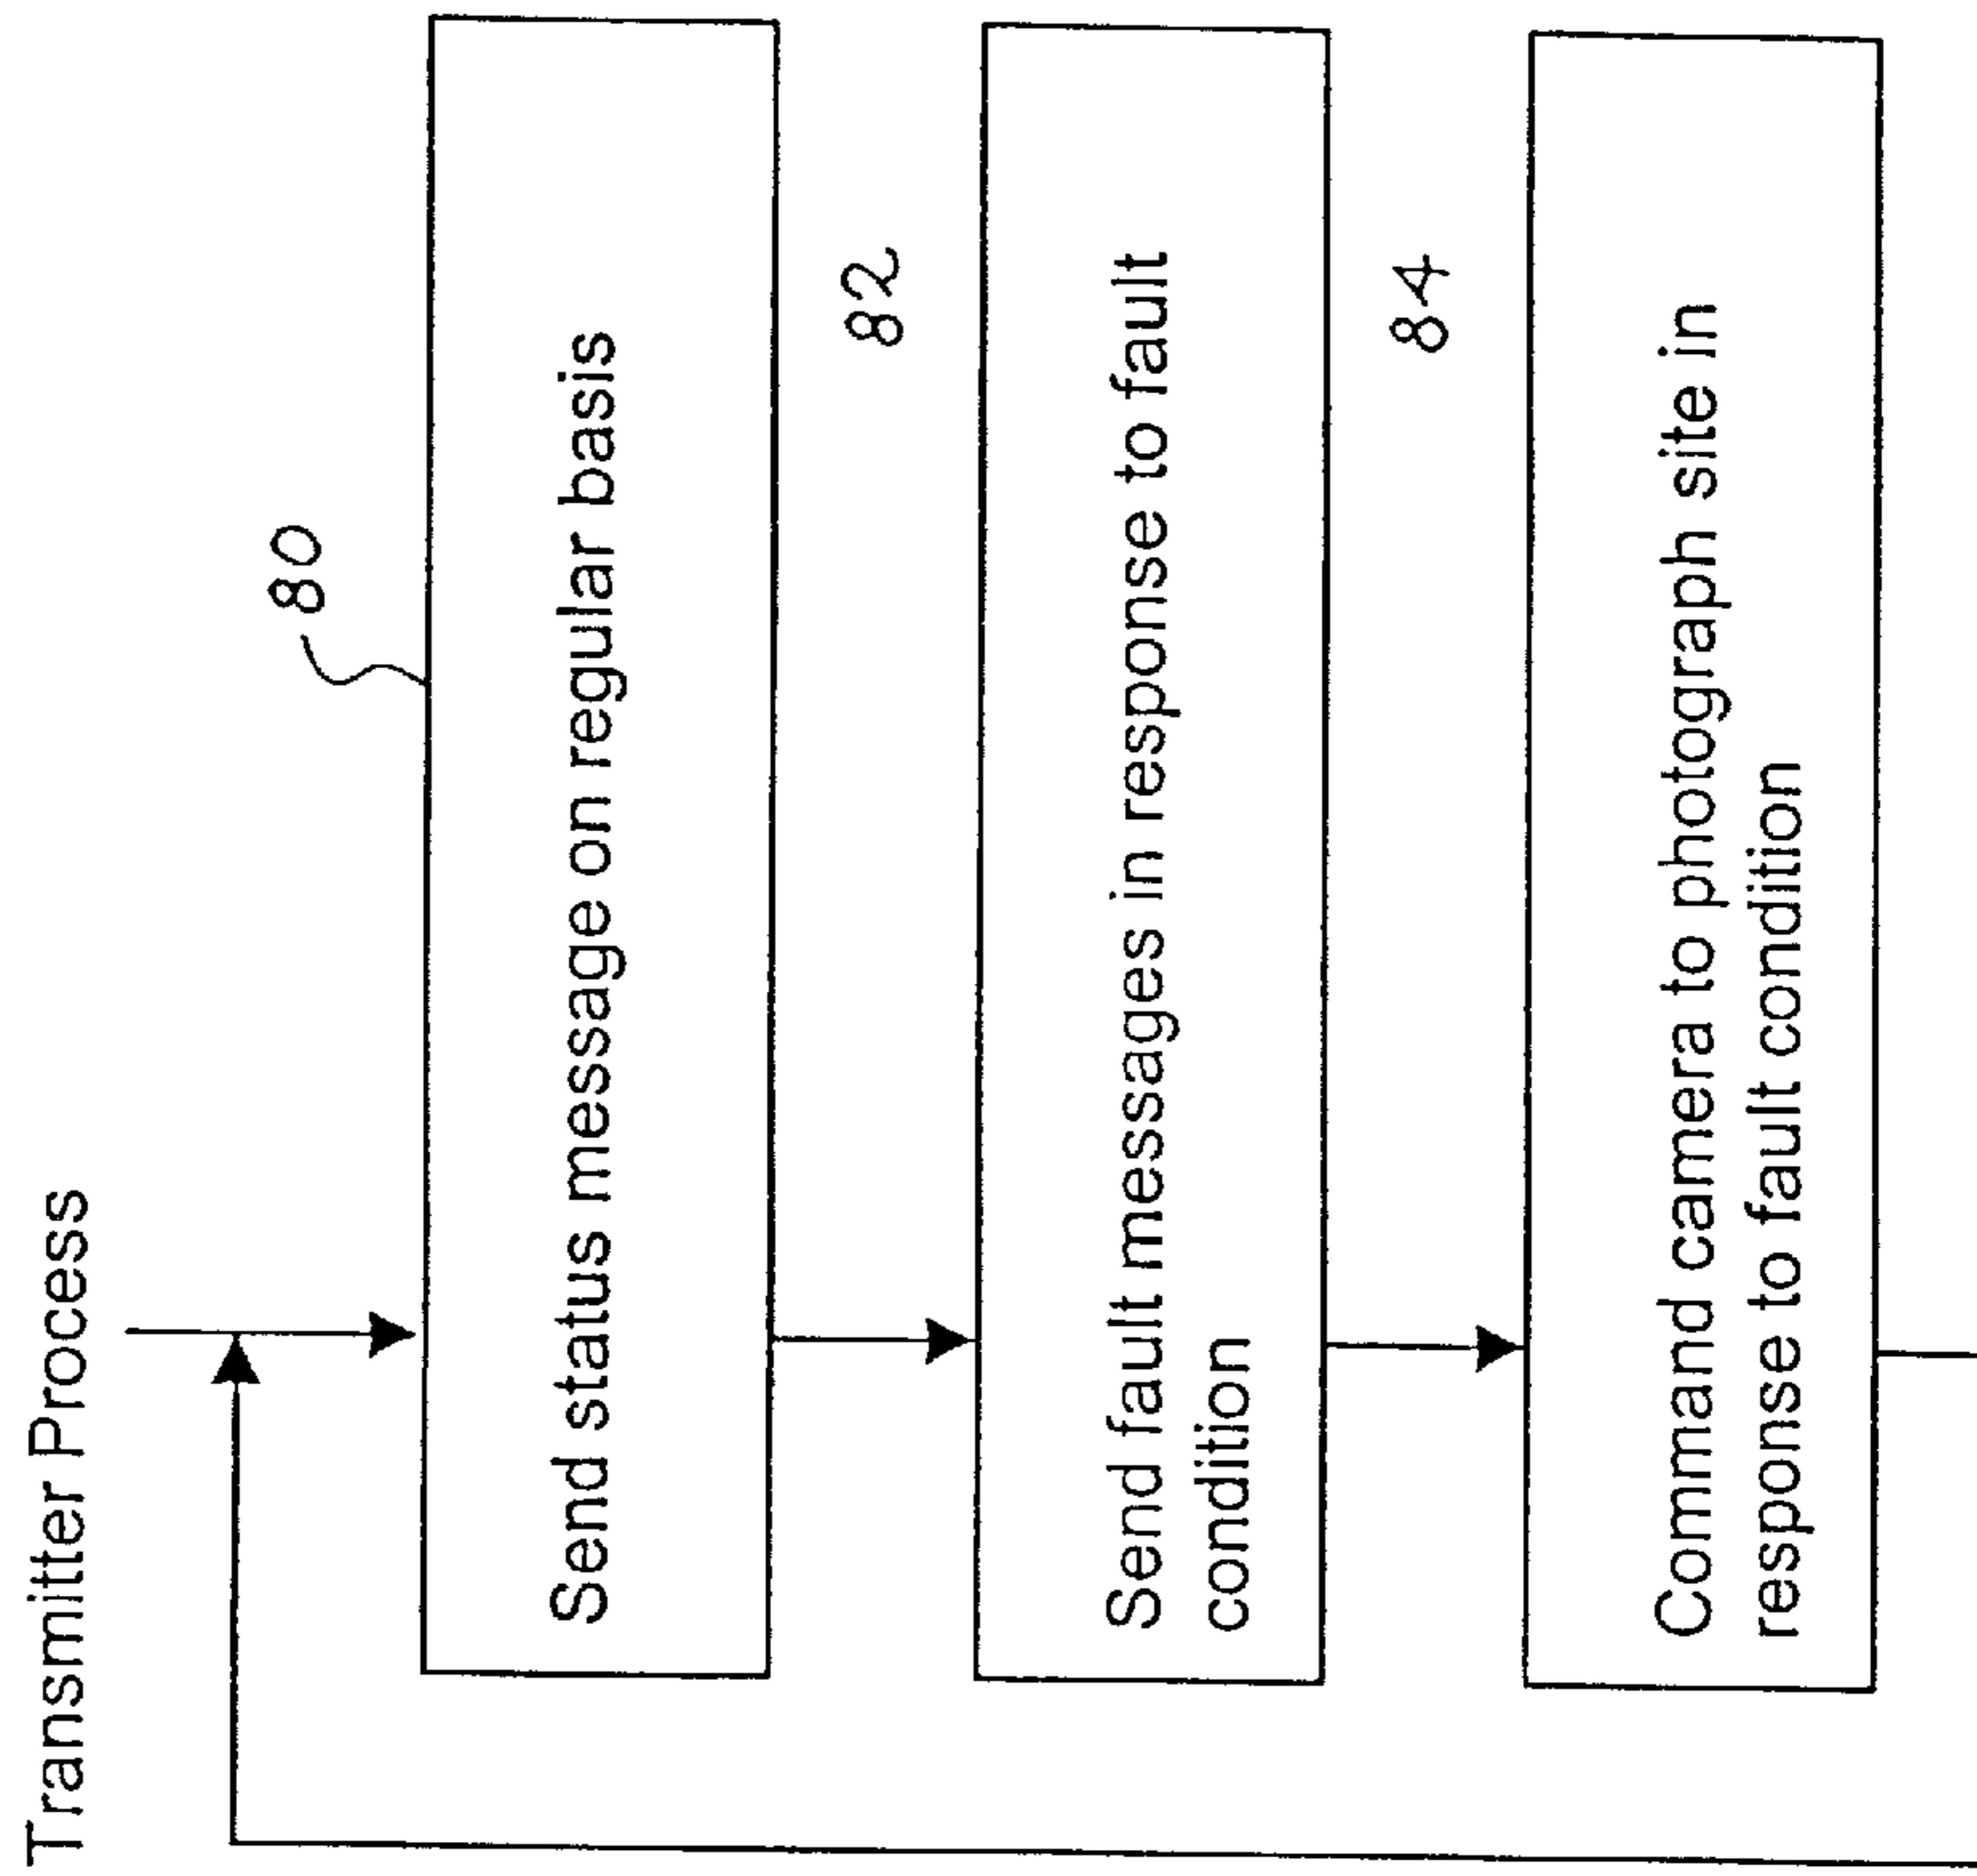 Transmitter Process
80
Send status message on regular basis
82
Send fault messages in response to fault
condition
84
Command camera to photograph site in
response to fault condition